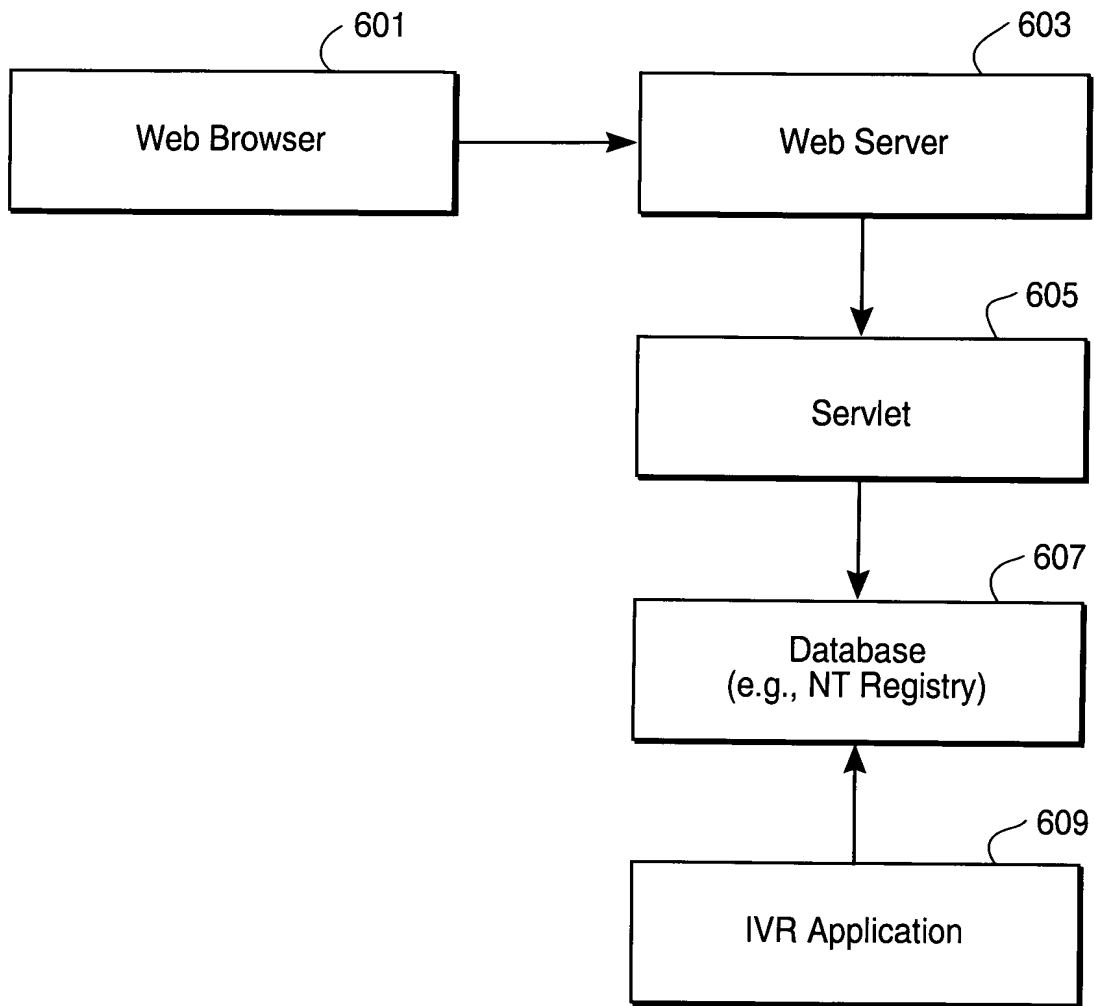 601
603
Web Browser
Web Server
605
Servlet
607
Database
(e.g., NT Registry)
609
IVR Application